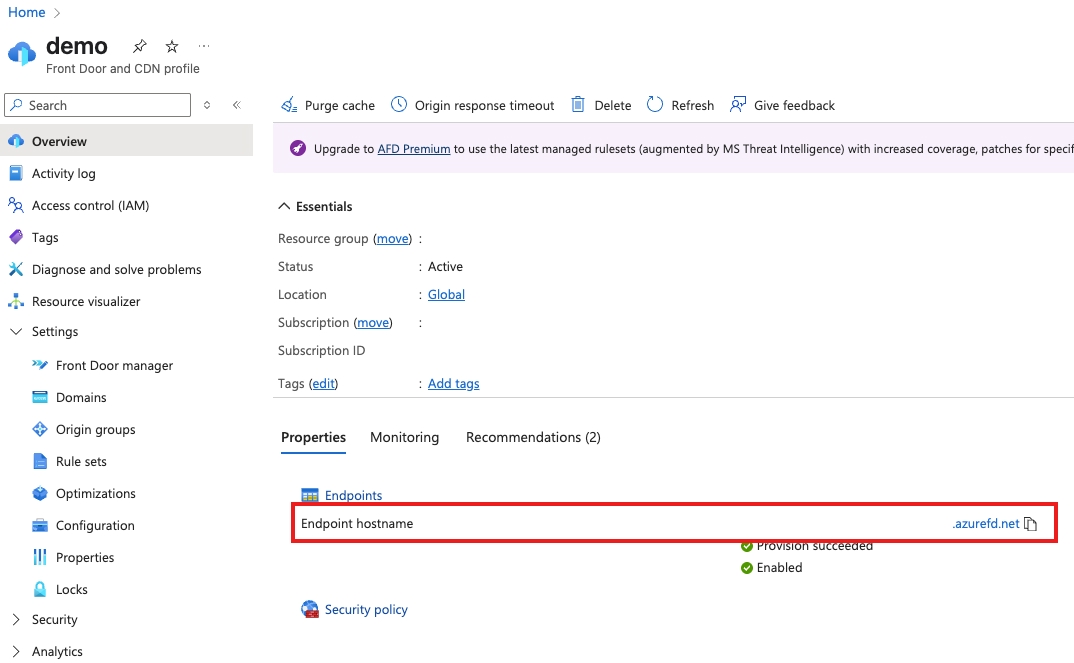 Home
demo
Front Door and CDN profile
Search
Purge cache
Origin response timeout
Delete
Refresh
Give feedback
Overview
Activity log
Access control (IAM)
Tags
Diagnose and solve problems
Resource visualizer
Settings
Front Door manager
Domains
Origin groups
Rule sets
Optimizations
Configuration
Properties
Locks
Security
Analytics
Upgrade to AFD Premium to use the latest managed rulesets (augmented by MS Threat Intelligence) with increased coverage, patches for specif
Essentials
Resource group (move) :
Status : Active
Location : Global
Subscription (move) :
Subscription ID
Tags (edit) : Add tags
Properties Monitoring Recommendations (2)
Endpoints
Endpoint hostname .azurefd.net
Provision succeeded
Enabled
Security policy